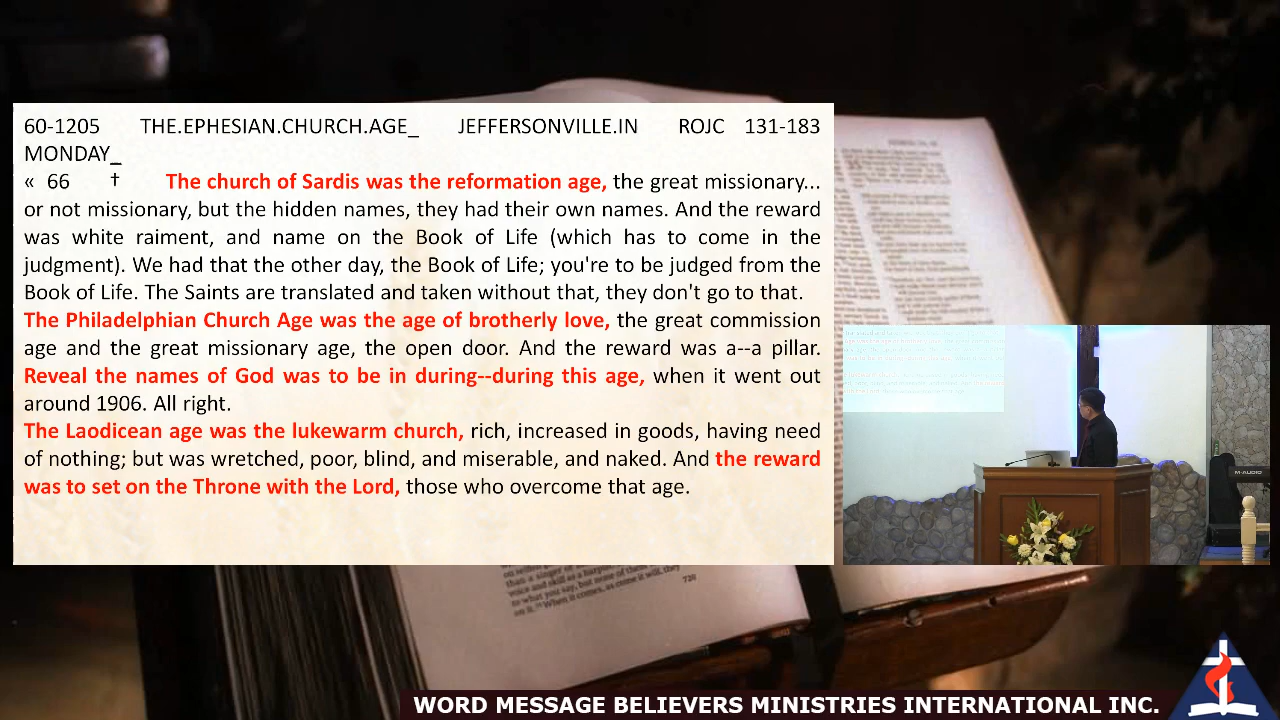 60-1205 THE.EPHESIAN.CHURCH.AGE_ JEFFERSONVILLE.IN ROJC 131-183
MONDAY_
« 66 † The church of Sardis was the reformation age, the great missionary...
or not missionary, but the hidden names, they had their own names. And the reward
was white raiment, and name on the Book of Life (which has to come in the
judgment). We had that the other day, the Book of Life; you're to be judged from the
Book of Life. The Saints are translated and taken without that, they don't go to that.
The Philadelphian Church Age was the age of brotherly love, the great commission
age and the great missionary age, the open door. And the reward was a--a pillar.
Reveal the names of God was to be in during--during this age, when it went out
around 1906. All right.
The Laodicean age was the lukewarm church, rich, increased in goods, having need
of nothing; but was wretched, poor, blind, and miserable, and naked. And the reward
was to set on the Throne with the Lord, those who overcome that age.
M-AUDIO
720
WORD MESSAGE BELIEVERS MINISTRIES INTERNATIONAL INC.